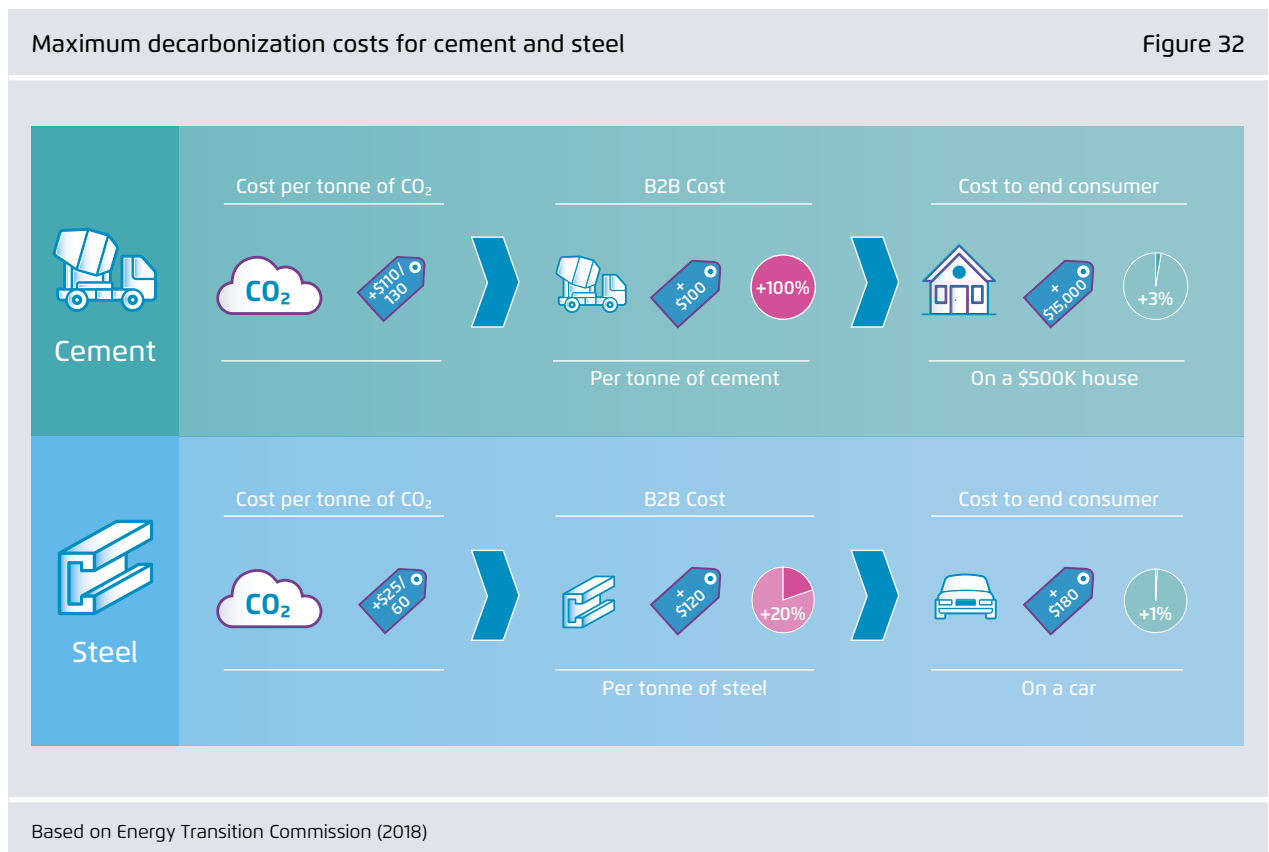 Maximum decarbonization costs for cement and steel
Figure 32
Cement
Cost per tonne of CO₂
CO₂
+$110/
130
B2B Cost
+
$100
+100%
Per tonne of cement
Cost to end consumer
+
$15,000
+3%
On a $500K house
Steel
Cost per tonne of CO₂
CO₂
+$25/
60
B2B Cost
+
$120
+20%
Per tonne of steel
Cost to end consumer
+
$180
+1%
On a car
Based on Energy Transition Commission (2018)